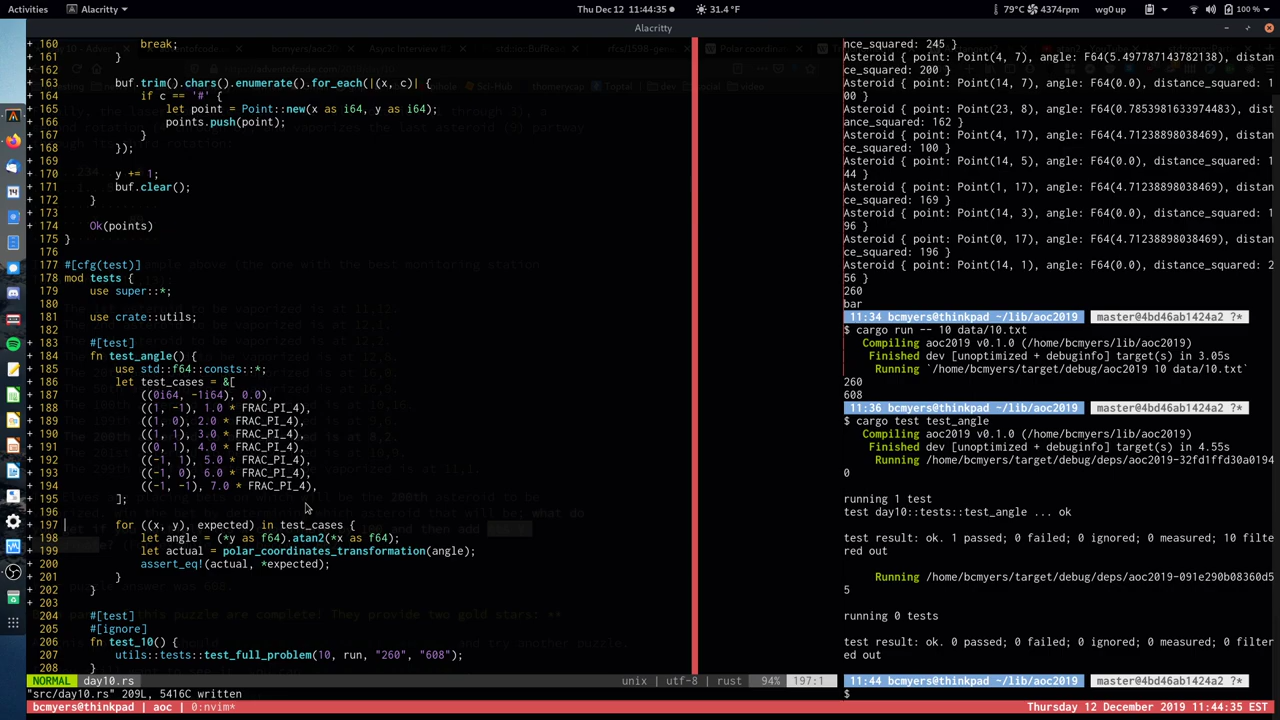 Activities
Alacritty
Thu Dec 12 11:44:35
31.4 °F
79°C
4374rpm
wg0 up
100 %
Alacritty
+ 160                 break;
+ 161             }
+ 162
+ 163         buf.trim().chars().enumerate().for_each(|(x, c)| {
+ 164             if c == '#' {
+ 165                 let point = Point::new(x as i64, y as i64);
+ 166                 points.push(point);
+ 167             }
+ 168         });
+ 169
+ 170         y += 1;
+ 171         buf.clear();
+ 172     }
+ 173
+ 174     Ok(points)
+ 175 }
+ 176
+ 177 #[cfg(test)]
+ 178 mod tests {
+ 179     use super::*;
+ 180
+ 181     use crate::utils;
+ 182
+ 183     #[test]
+ 184     fn test_angle() {
+ 185         use std::f64::consts::*;
+ 186         let test_cases = &[
+ 187             ((0i64, -1i64), 0.0),
+ 188             ((1, -1), 1.0 * FRAC_PI_4),
+ 189             ((1, 0), 2.0 * FRAC_PI_4),
+ 190             ((1, 1), 3.0 * FRAC_PI_4),
+ 191             ((0, 1), 4.0 * FRAC_PI_4),
+ 192             ((-1, 1), 5.0 * FRAC_PI_4),
+ 193             ((-1, 0), 6.0 * FRAC_PI_4),
+ 194             ((-1, -1), 7.0 * FRAC_PI_4),
+ 195         ];
+ 196
+ 197         for ((x, y), expected) in test_cases {
+ 198             let angle = (*y as f64).atan2(*x as f64);
+ 199             let actual = polar_coordinates_transformation(angle);
+ 200             assert_eq!(actual, *expected);
+ 201         }
+ 202     }
+ 203
+ 204     #[test]
+ 205     #[ignore]
+ 206     fn test_10() {
+ 207         utils::tests::test_full_problem(10, run, "260", "608");
+ 208     }
NORMAL  day10.rs    unix | utf-8 | rust    94%   197:1
"src/day10.rs" 209L, 5416C written
nce_squared: 245 }
Asteroid { point: Point(4, 7), angle: F64(5.497787143782138), distan
ce_squared: 200 }
Asteroid { point: Point(14, 7), angle: F64(0.0), distance_squared: 1
00 }
Asteroid { point: Point(23, 8), angle: F64(0.7853981633974483), dist
ance_squared: 162 }
Asteroid { point: Point(4, 17), angle: F64(4.71238898038469), distan
ce_squared: 100 }
Asteroid { point: Point(14, 5), angle: F64(0.0), distance_squared: 1
44 }
Asteroid { point: Point(1, 17), angle: F64(4.71238898038469), distan
ce_squared: 169 }
Asteroid { point: Point(14, 3), angle: F64(0.0), distance_squared: 1
96 }
Asteroid { point: Point(0, 17), angle: F64(4.71238898038469), distan
ce_squared: 196 }
Asteroid { point: Point(14, 1), angle: F64(0.0), distance_squared: 2
56 }
260
bar
11:34 bcmyers@thinkpad ~/lib/aoc2019  master@4bd46ab1424a2 ?*
$ cargo run -- 10 data/10.txt
Compiling aoc2019 v0.1.0 (/home/bcmyers/lib/aoc2019)
Finished dev [unoptimized + debuginfo] target(s) in 3.05s
Running `/home/bcmyers/target/debug/aoc2019 10 data/10.txt`
260
608
11:36 bcmyers@thinkpad ~/lib/aoc2019  master@4bd46ab1424a2 ?*
$ cargo test test_angle
Compiling aoc2019 v0.1.0 (/home/bcmyers/lib/aoc2019)
Finished dev [unoptimized + debuginfo] target(s) in 4.55s
Running /home/bcmyers/target/debug/deps/aoc2019-32fd1ffd30a0194
0
running 1 test
test day10::tests::test_angle ... ok
test result: ok. 1 passed; 0 failed; 0 ignored; 0 measured; 10 filte
red out
Running /home/bcmyers/target/debug/deps/aoc2019-091e290b08360d5
5
running 0 tests
test result: ok. 0 passed; 0 failed; 0 ignored; 0 measured; 0 filter
ed out
11:44 bcmyers@thinkpad ~/lib/aoc2019  master@4bd46ab1424a2 ?*
$
bcmyers@thinkpad | aoc | 0:nvim*
Thursday 12 December 2019 11:44:35 EST